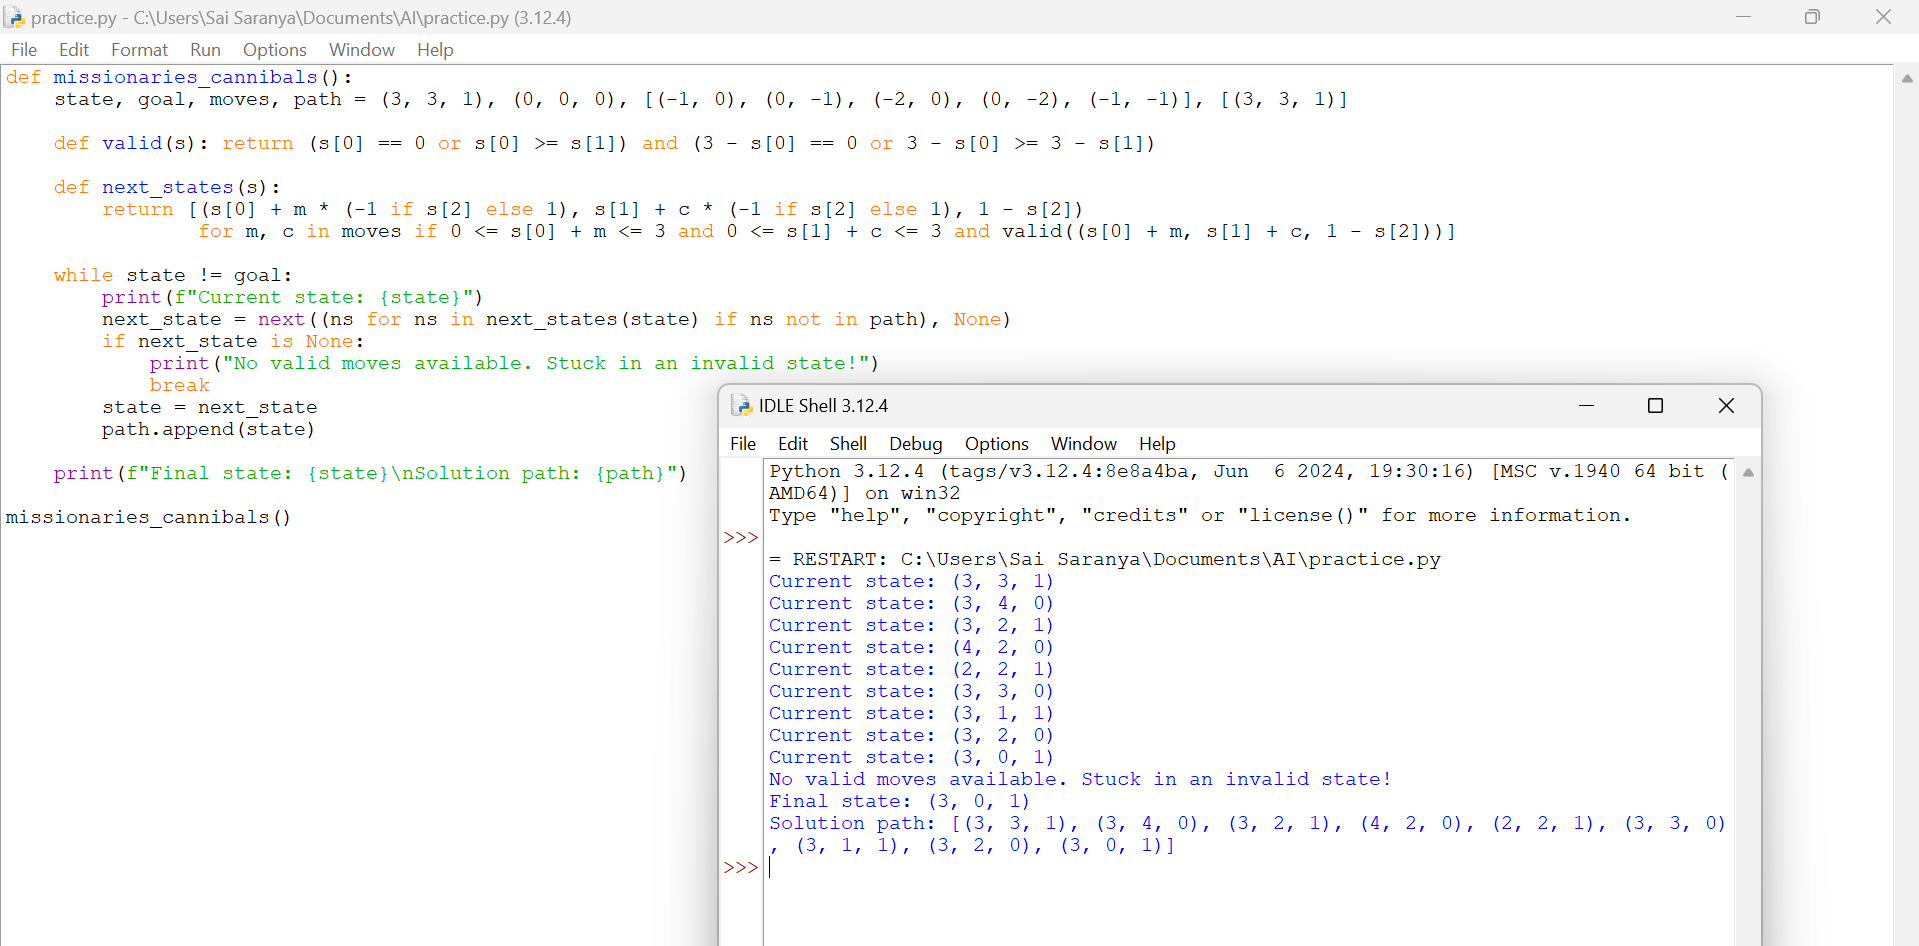 practice.py - C:\Users\Sai Saranya\Documents\AI\practice.py (3.12.4)
File Edit Format Run Options Window Help
def missionaries_cannibals():
    state, goal, moves, path = (3, 3, 1), (0, 0, 0), [(-1, 0), (0, -1), (-2, 0), (0, -2), (-1, -1)], [(3, 3, 1)]
    def valid(s): return (s[0] == 0 or s[0] >= s[1]) and (3 - s[0] == 0 or 3 - s[0] >= 3 - s[1])
    def next_states(s):
        return [(s[0] + m * (-1 if s[2] else 1), s[1] + c * (-1 if s[2] else 1), 1 - s[2])
                for m, c in moves if 0 <= s[0] + m <= 3 and 0 <= s[1] + c <= 3 and valid((s[0] + m, s[1] + c, 1 - s[2]))]
    while state != goal:
        print(f"Current state: {state}")
        next_state = next((ns for ns in next_states(state) if ns not in path), None)
        if next_state is None:
            print("No valid moves available. Stuck in an invalid state!")
            break
        state = next_state
        path.append(state)
    print(f"Final state: {state}\nSolution path: {path}")
missionaries_cannibals()
IDLE Shell 3.12.4
File Edit Shell Debug Options Window Help
Python 3.12.4 (tags/v3.12.4:8e8a4ba, Jun  6 2024, 19:30:16) [MSC v.1940 64 bit (
AMD64)] on win32
Type "help", "copyright", "credits" or "license()" for more information.
>>>
= RESTART: C:\Users\Sai Saranya\Documents\AI\practice.py
Current state: (3, 3, 1)
Current state: (3, 4, 0)
Current state: (3, 2, 1)
Current state: (4, 2, 0)
Current state: (2, 2, 1)
Current state: (3, 3, 0)
Current state: (3, 1, 1)
Current state: (3, 2, 0)
Current state: (3, 0, 1)
No valid moves available. Stuck in an invalid state!
Final state: (3, 0, 1)
Solution path: [(3, 3, 1), (3, 4, 0), (3, 2, 1), (4, 2, 0), (2, 2, 1), (3, 3, 0)
, (3, 1, 1), (3, 2, 0), (3, 0, 1)]
>>>